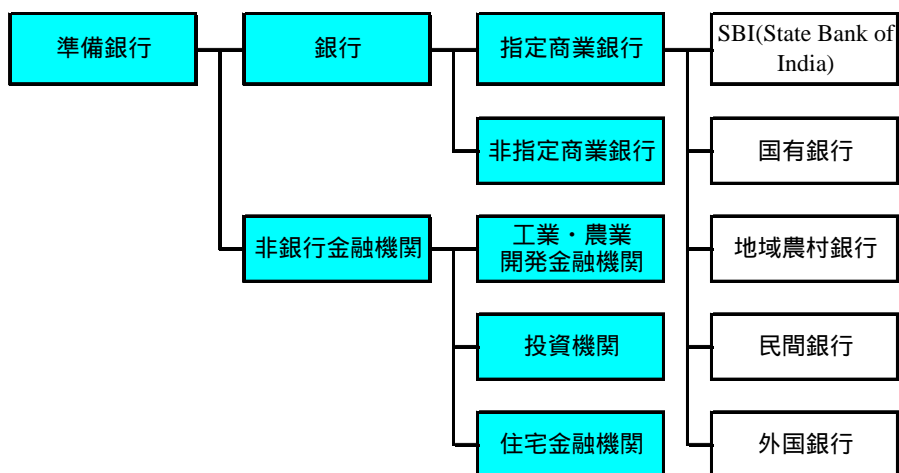 準備銀行
銀行
指定商業銀行
SBI(State Bank of
India)
非指定商業銀行
国有銀行
非銀行金融機関
工業・農業
開発金融機関
地域農村銀行
投資機関
民間銀行
住宅金融機関
外国銀行